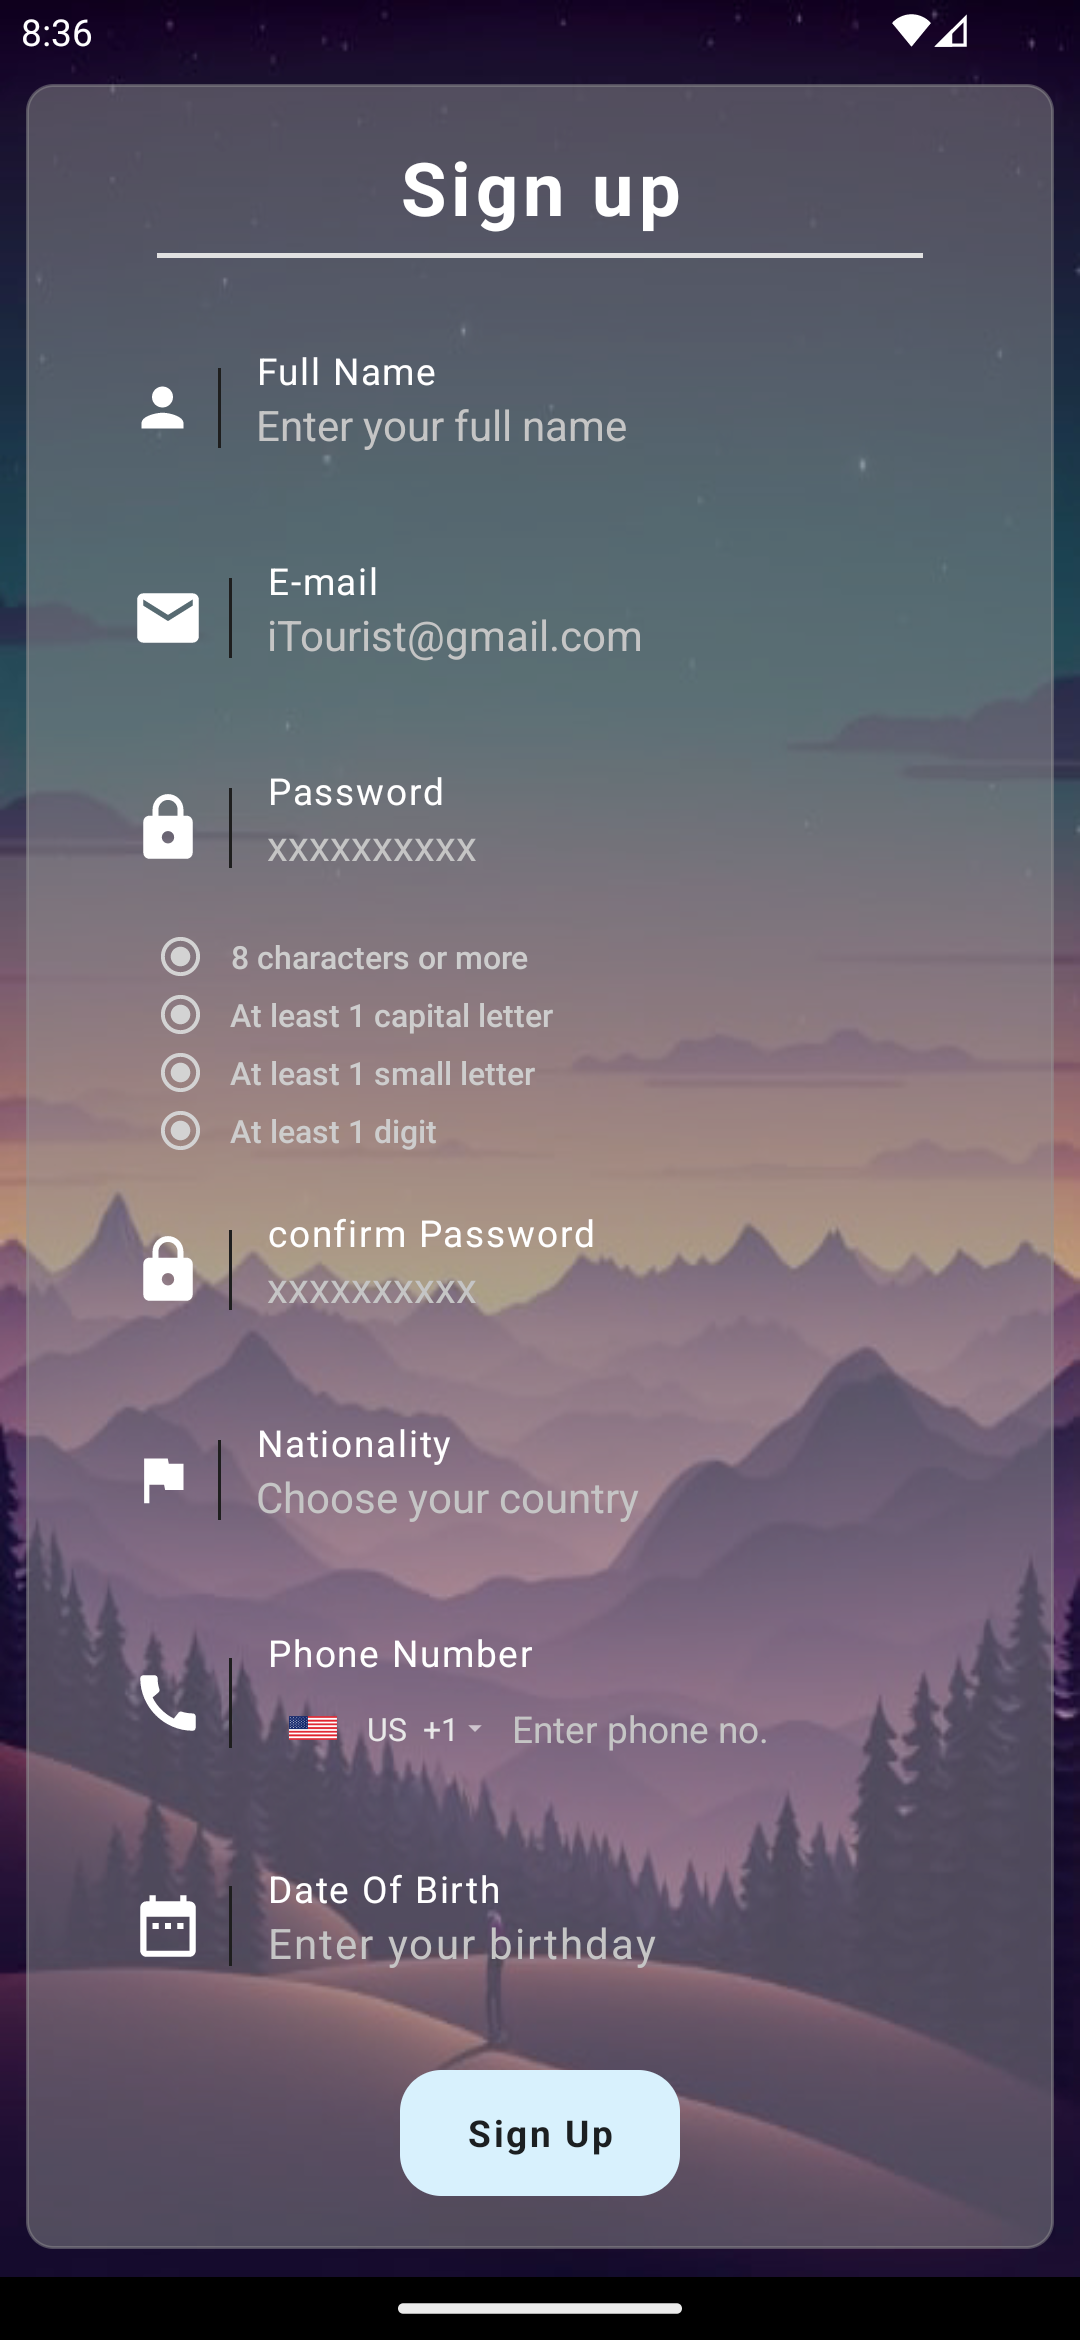 8:36
Sign up
Full Name
Enter your full name
E-mail
iTourist@gmail.com
Password
xxxxxxxxxx
8 characters or more
At least 1 capital letter
At least 1 small letter
At least 1 digit
confirm Password
xxxxxxxxxx
Nationality
Choose your country
Phone Number
US +1 Enter phone no.
Date Of Birth
Enter your birthday
Sign Up